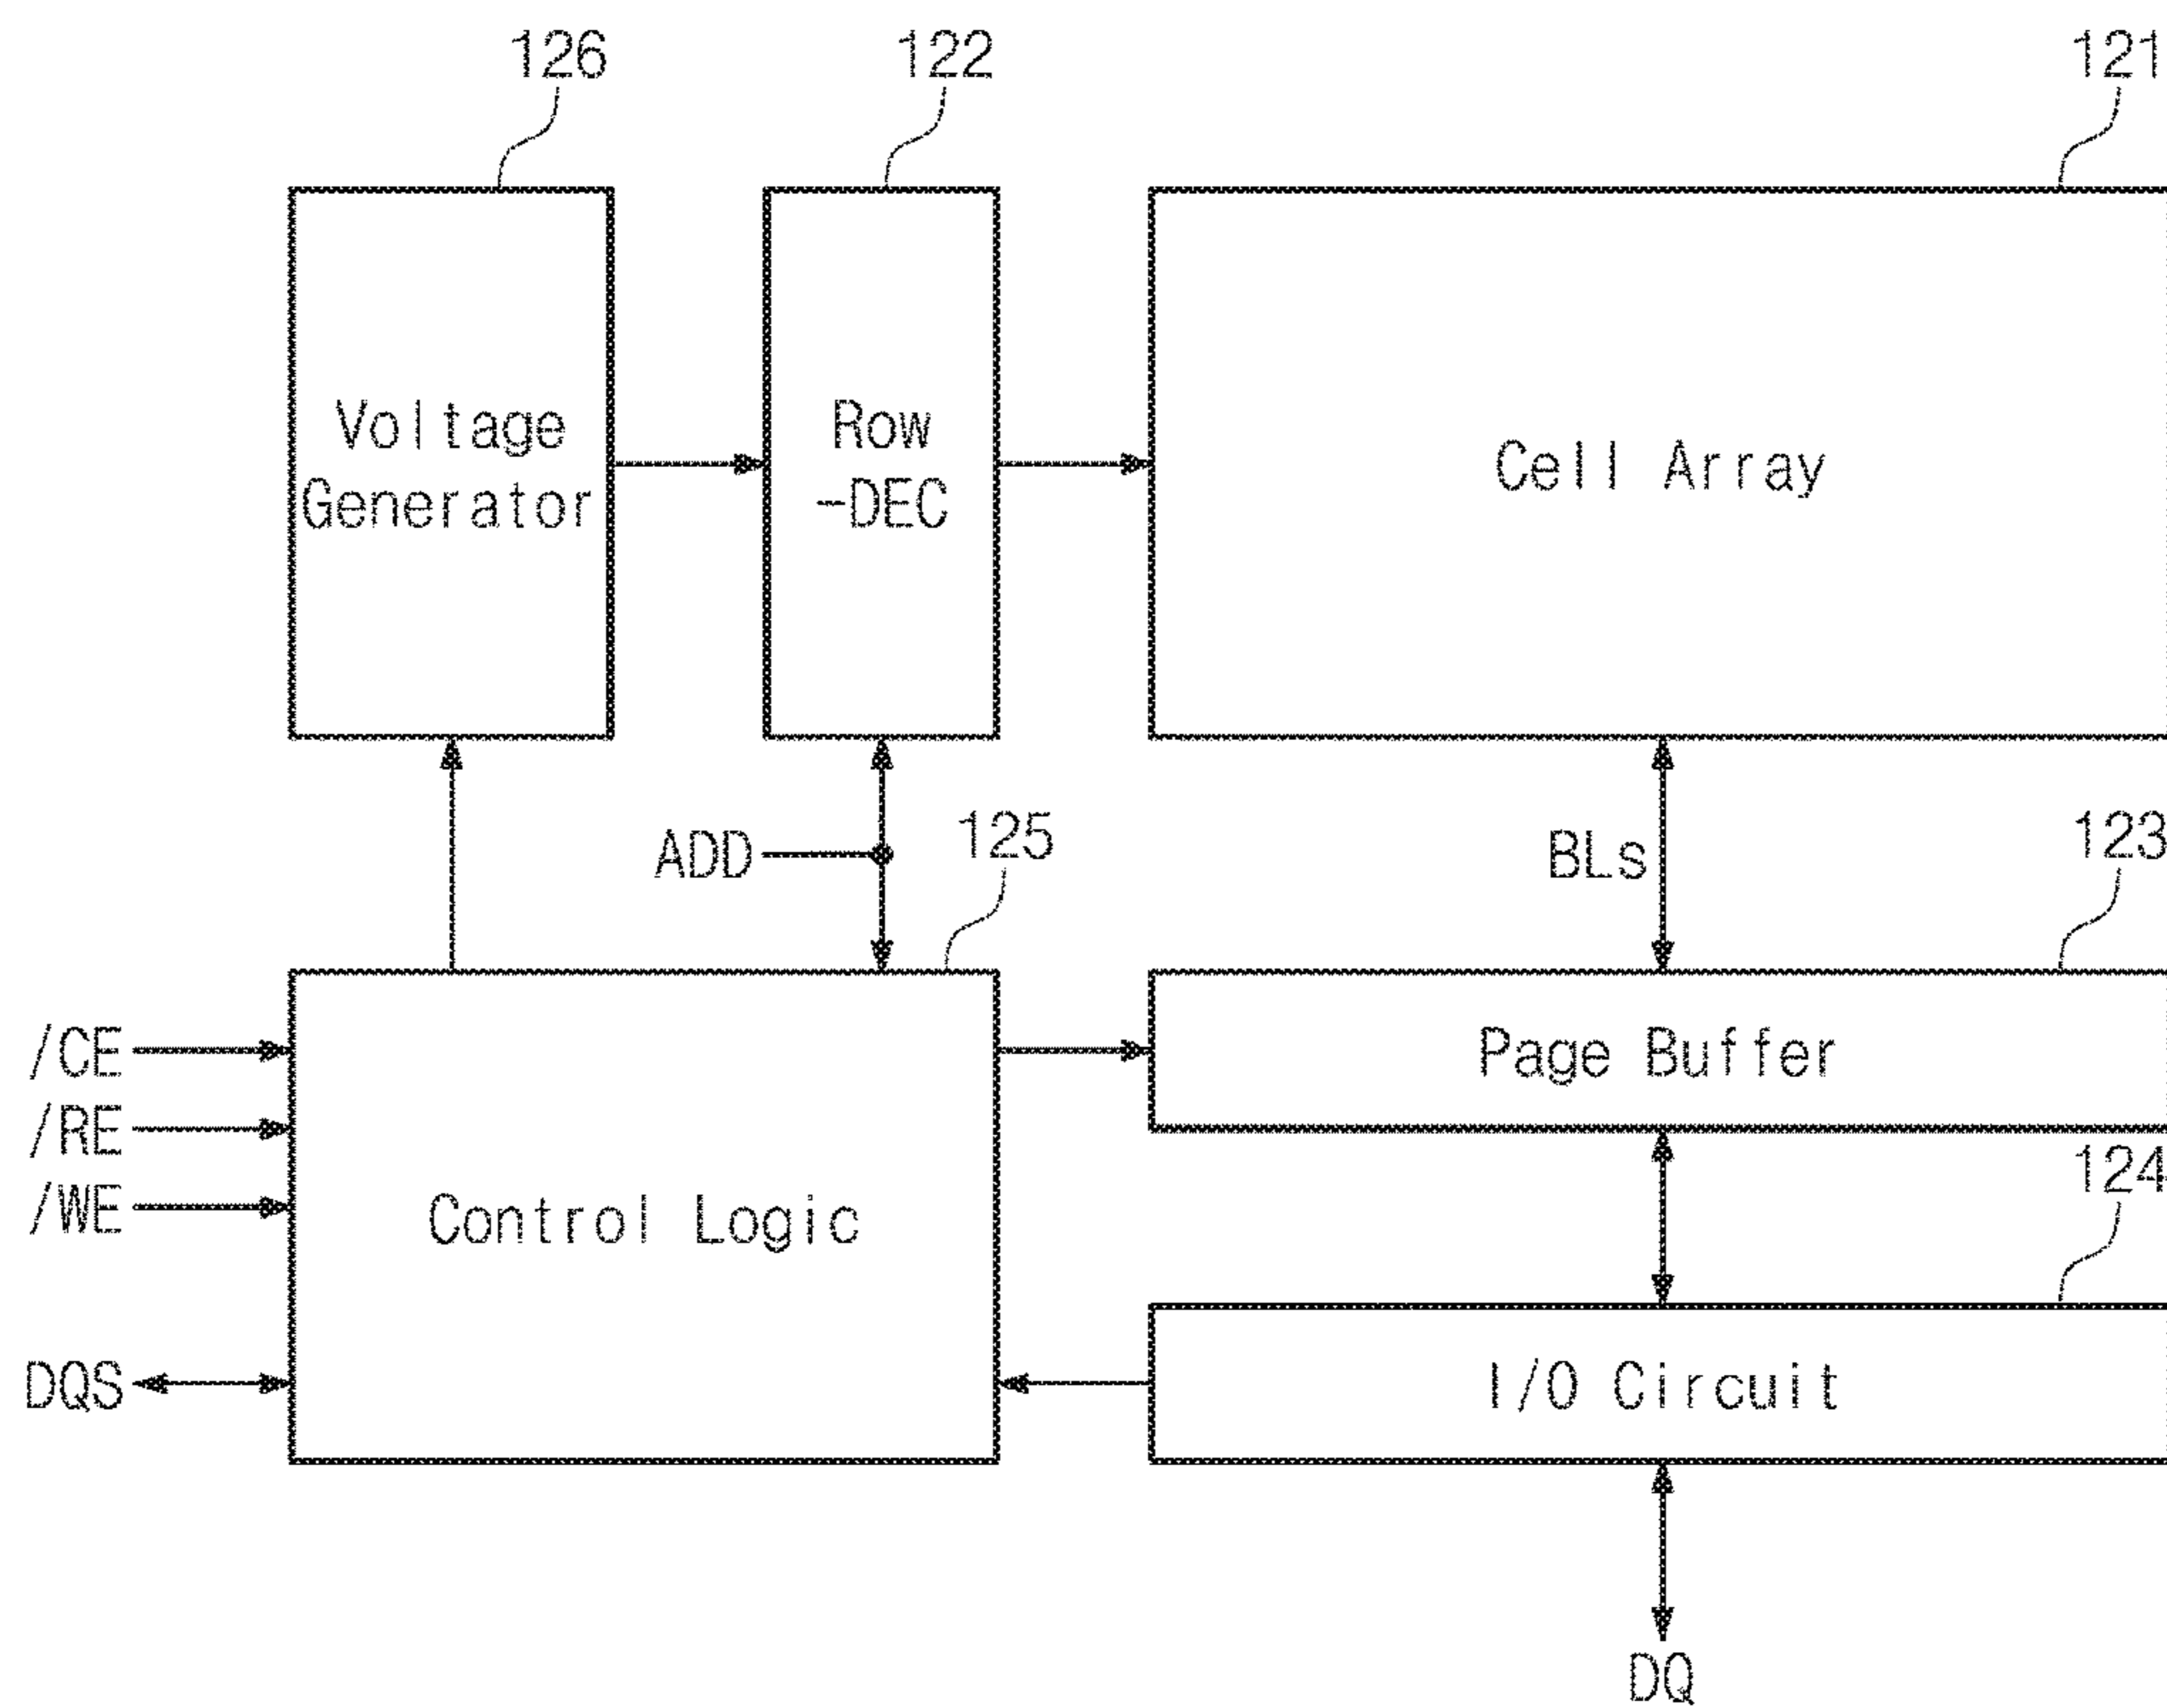 126
122
121
Voltage
Generator
Row
-DEC
Cell Array
ADD
125
BLs
123
/CE
/RE
/WE
DQS
Control Logic
Page Buffer
124
I/O Circuit
DQ